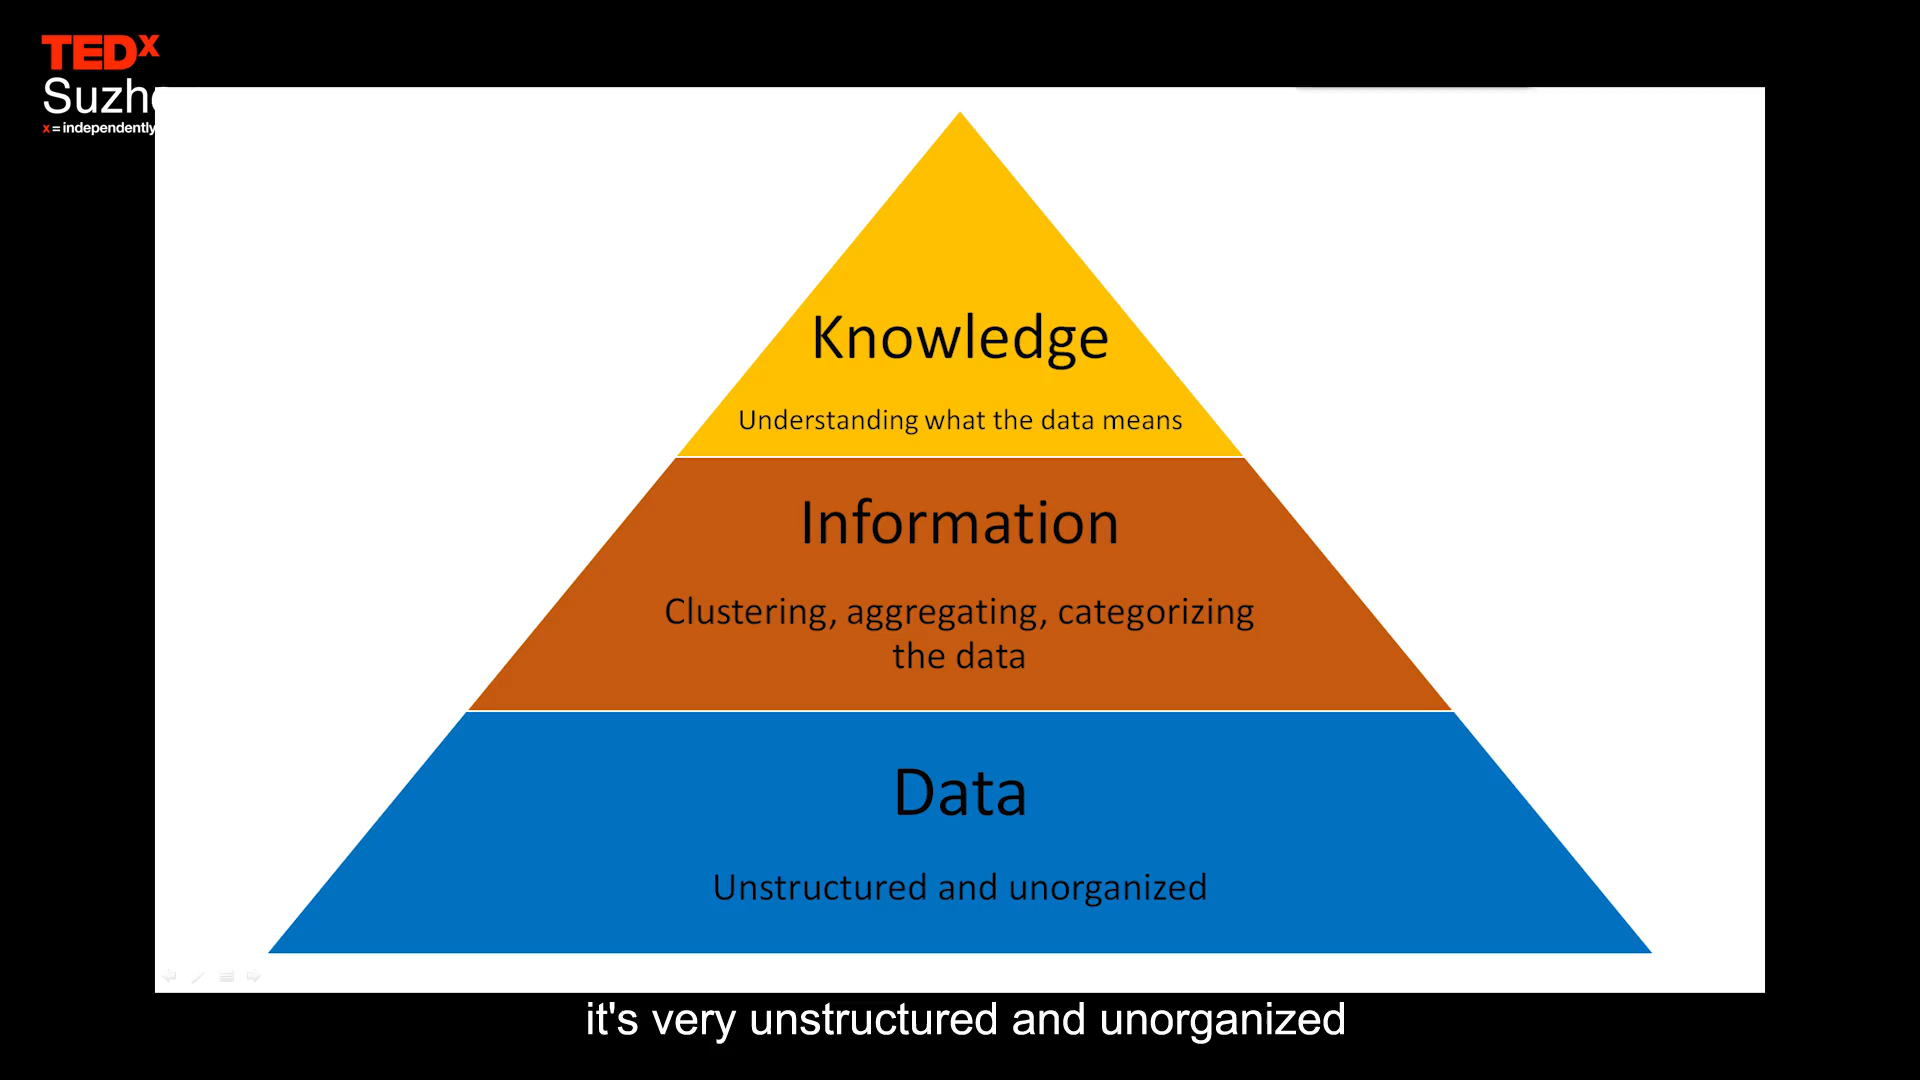 TEDx
Suzho
x = independently
Knowledge
Understanding what the data means
Information
Clustering, aggregating, categorizing
the data
Data
Unstructured and unorganized
it's very unstructured and unorganized